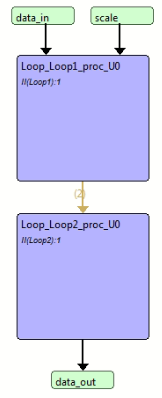 data_in scale
Loop_Loop1_proc_U0
II(Loop1):1
(2)
Loop_Loop2_proc_U0
II(Loop2):1
data_out